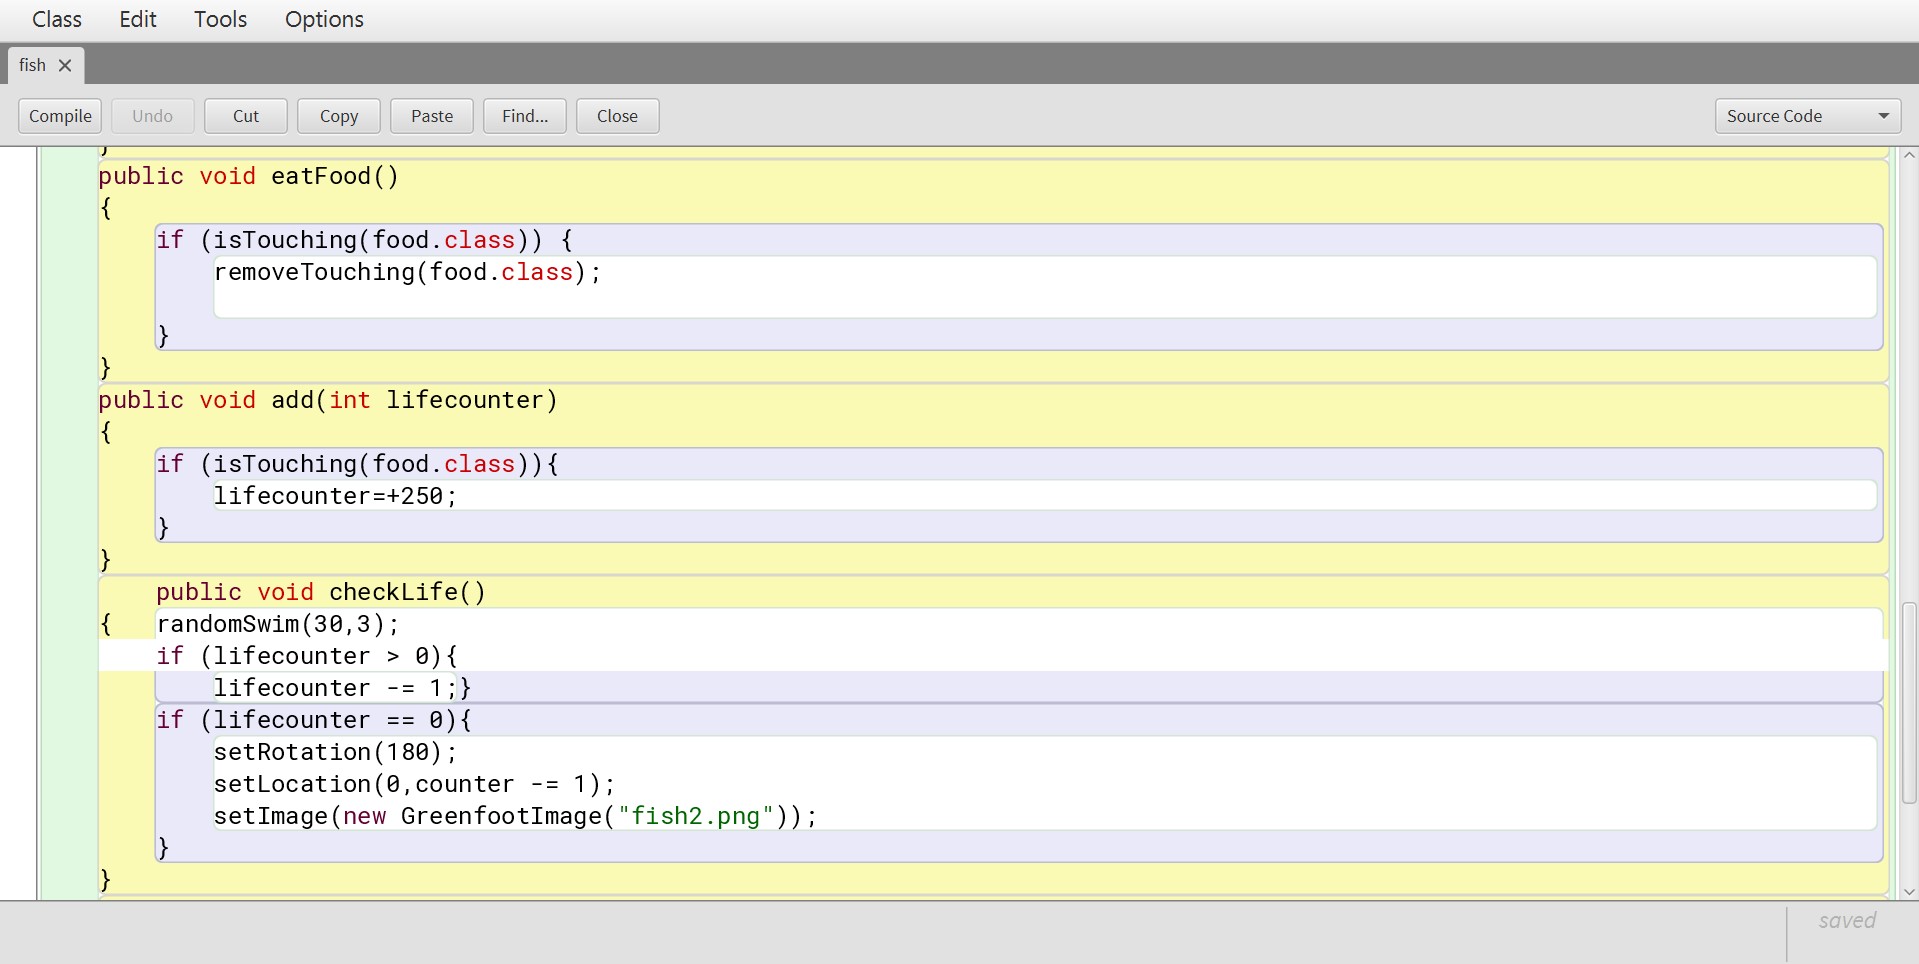 Class Edit Tools Options
fish
Compile Undo Cut Copy Paste Find... Close Source Code
}
public void eatFood()
{
if (isTouching(food.class)) {
removeTouching(food.class);
}
}
public void add(int lifecounter)
{
if (isTouching(food.class)){
lifecounter=+250;
}
}
public void checkLife()
{ randomSwim(30,3);
if (lifecounter > 0){
lifecounter -= 1;}
if (lifecounter == 0){
setRotation(180);
setLocation(0,counter -= 1);
setImage(new GreenfootImage("fish2.png"));
}
}
saved